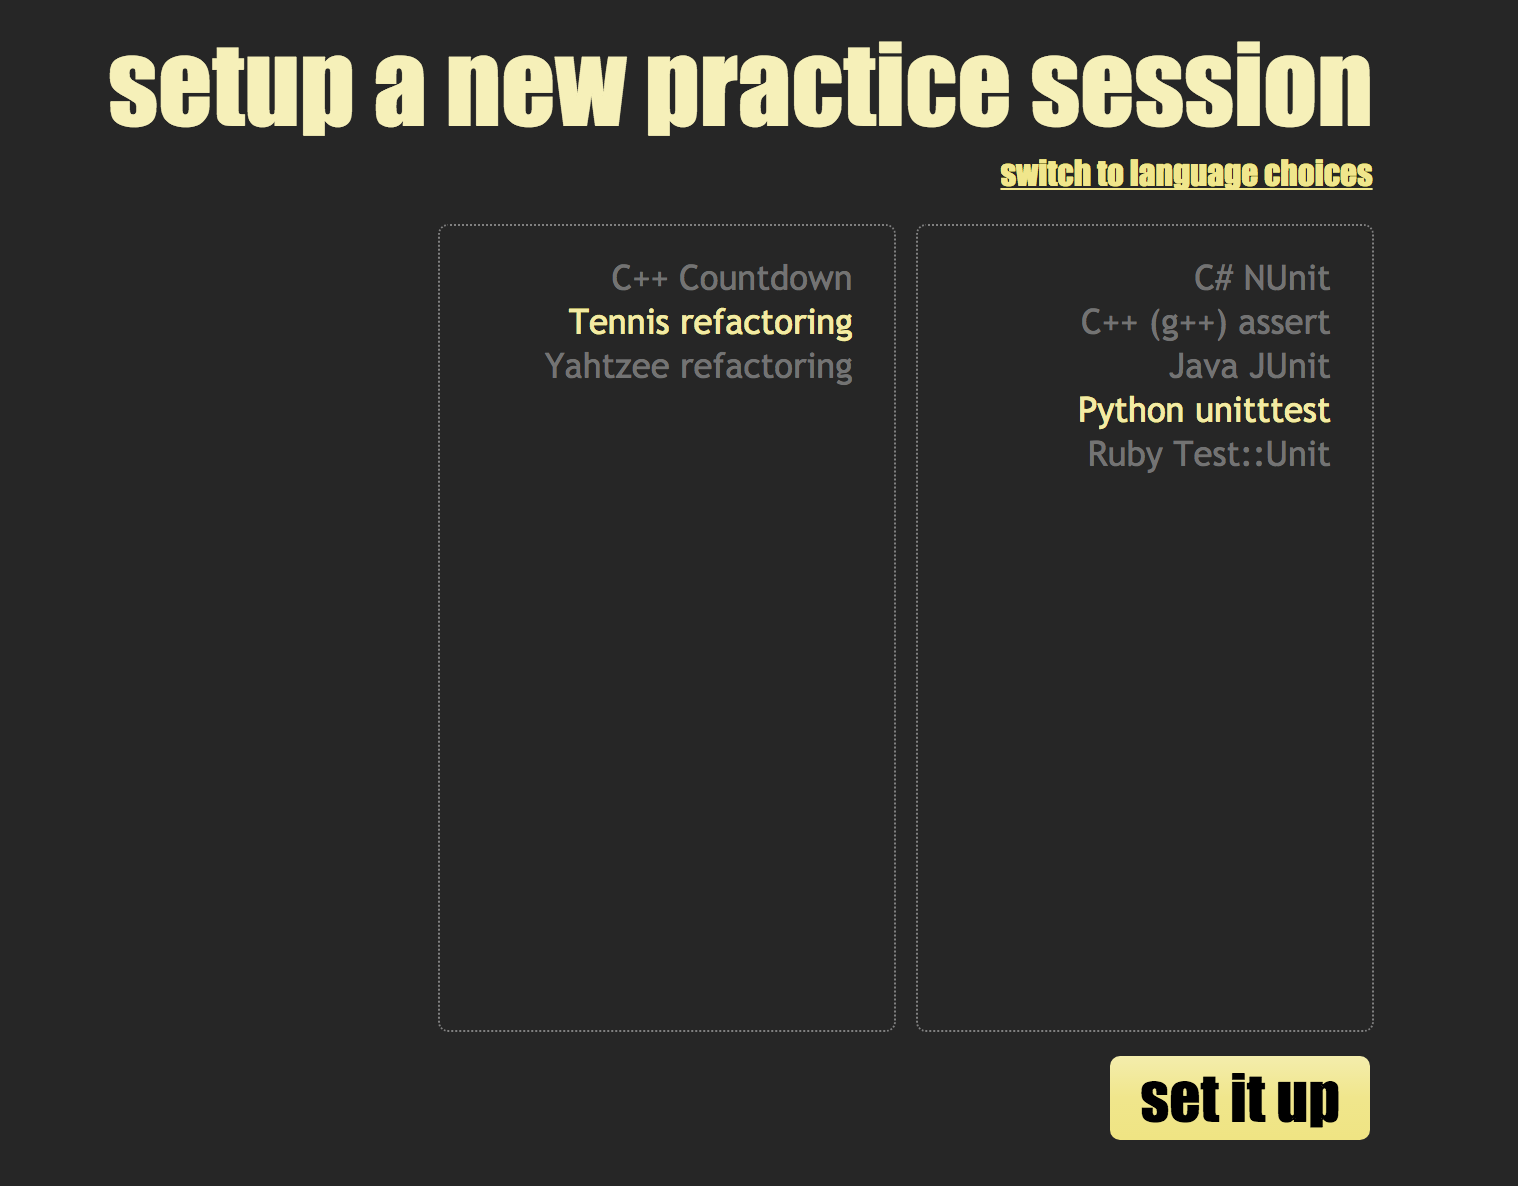 setup a new practice session
switch to language choices
C++ Countdown
Tennis refactoring
Yahtzee refactoring
C# NUnit
C++ (g++) assert
Java JUnit
Python unitttest
Ruby Test::Unit
set it up